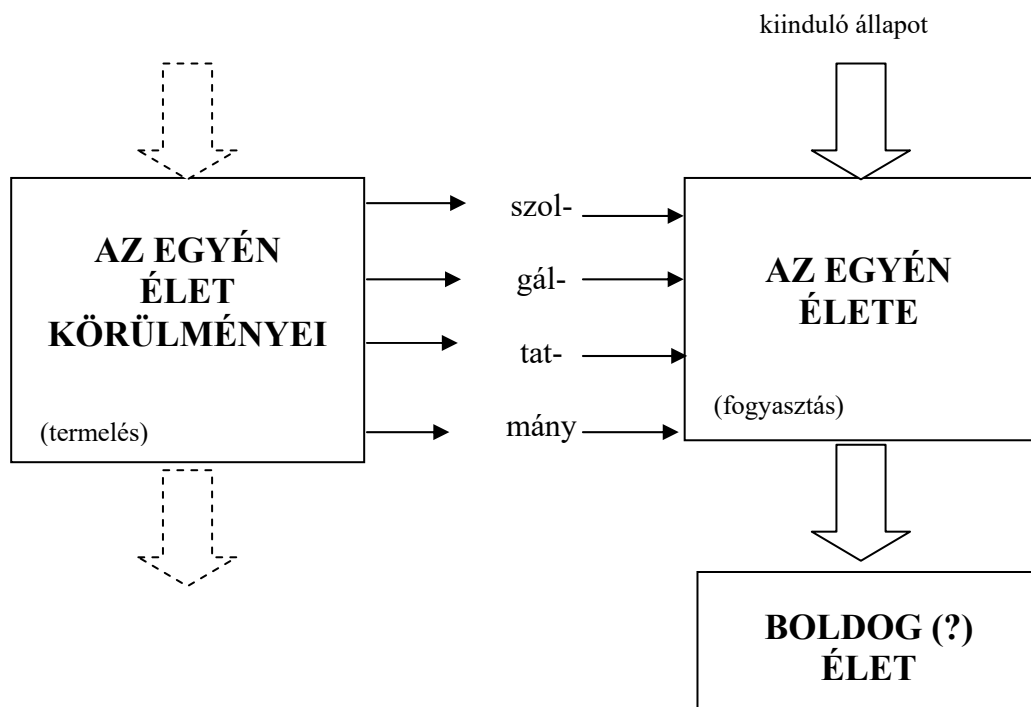 kiinduló állapot
AZ EGYÉN
ÉLET
KÖRÜLMÉNYEI
(termelés)
szol-
gál-
tat-
mány
AZ EGYÉN
ÉLETE
(fogyasztás)
BOLDOG (?)
ÉLET